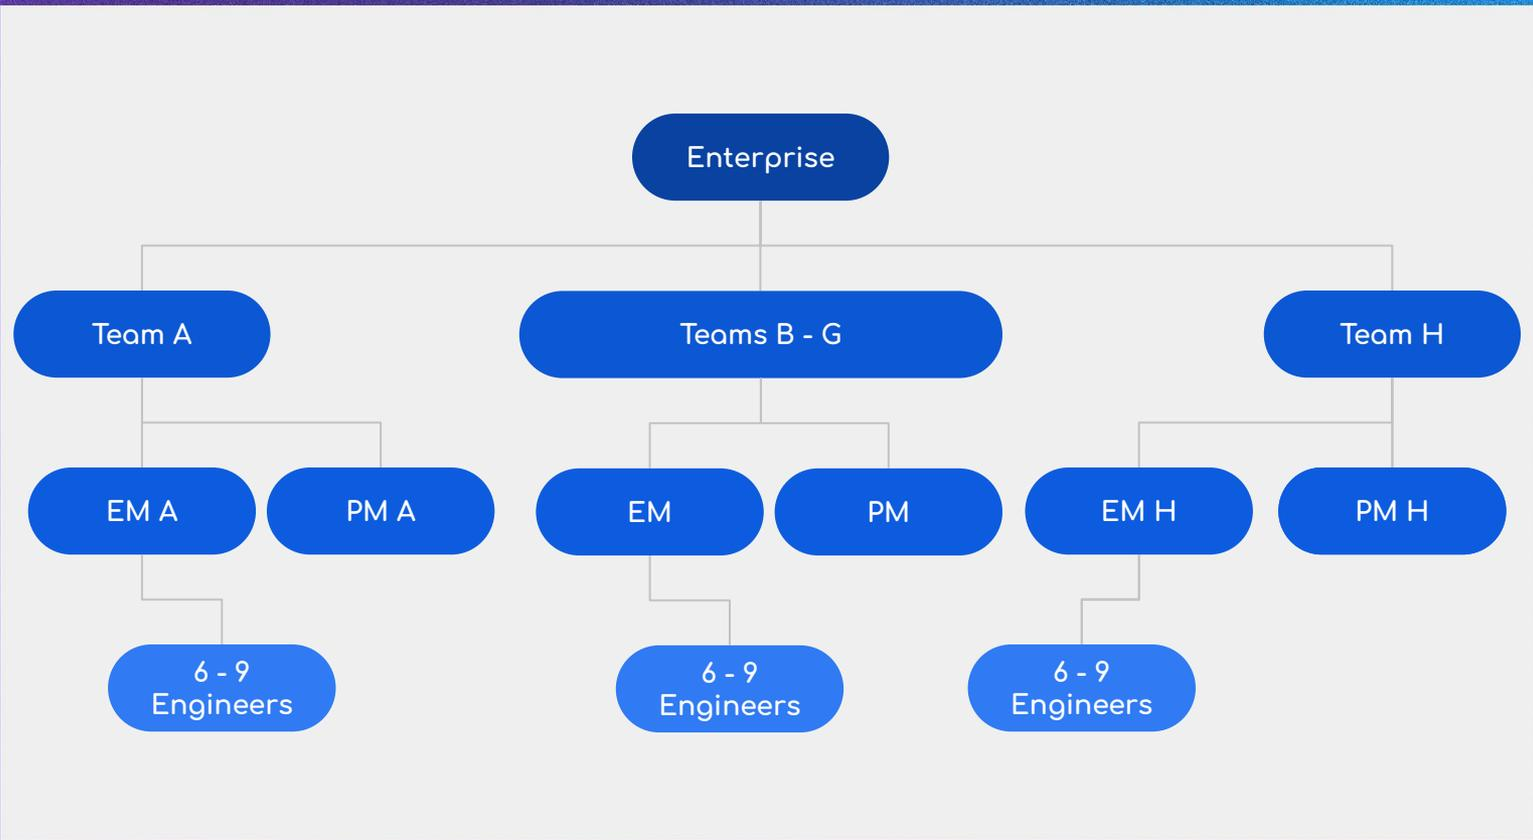 Enterprise
Team A
Teams B - G
Team H
EM A
PM A
EM
PM
EM H
PM H
6 - 9
Engineers
6 - 9
Engineers
6 - 9
Engineers